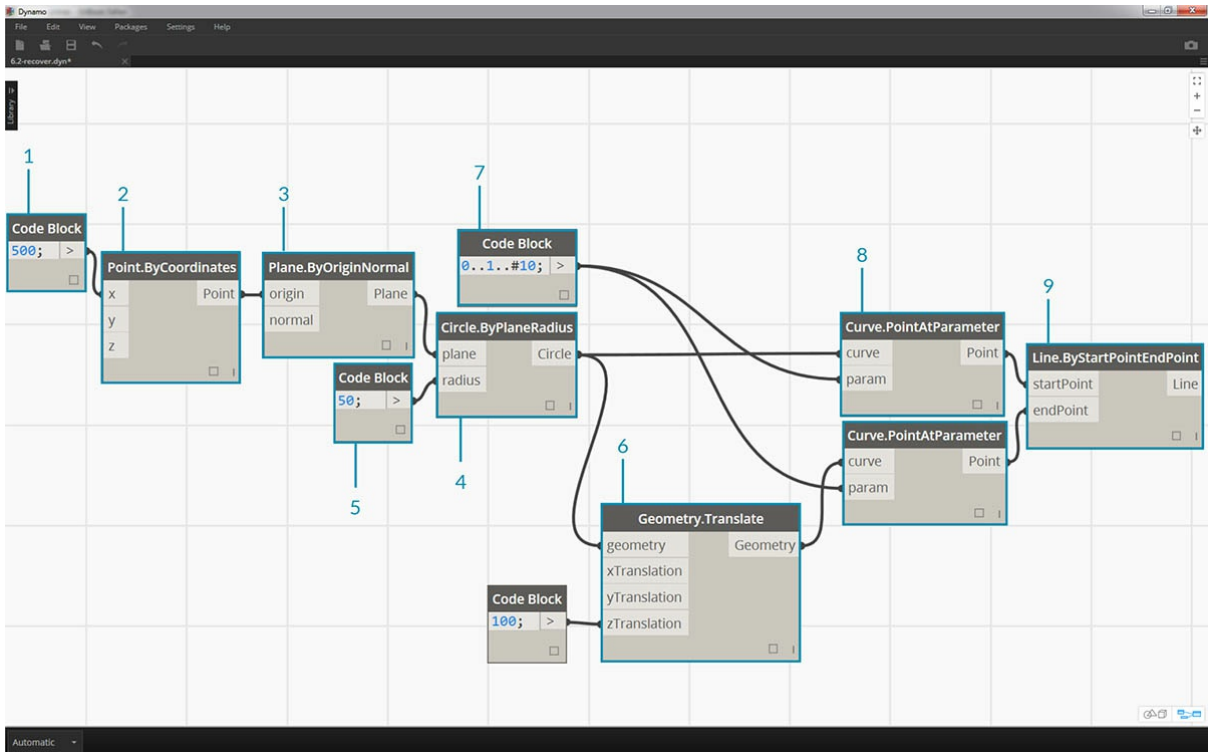 Dynamo
File Edit View Packages Settings Help
6.2-recover.dyn*
Library
1
Code Block
500; >
2
Point.ByCoordinates
x Point
y
z
3
Plane.ByOriginNormal
origin Plane
normal
7
Code Block
0..1..#10; >
Circle.ByPlaneRadius
plane Circle
radius
4
Code Block
50; >
5
6
Geometry.Translate
geometry Geometry
xTranslation
yTranslation
zTranslation
Code Block
100; >
8
Curve.PointAtParameter
curve Point
param
Curve.PointAtParameter
curve Point
param
9
Line.ByStartPointEndPoint
startPoint Line
endPoint
Automatic